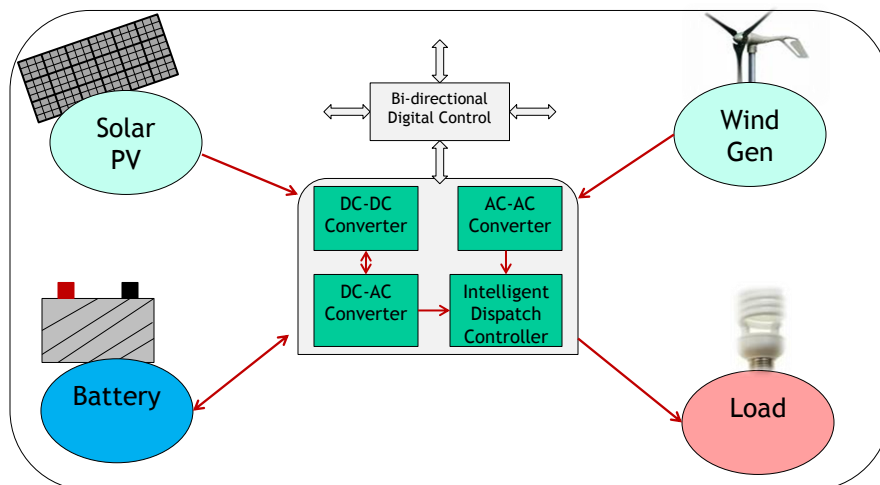 Solar
PV
Bi-directional
Digital Control
Wind
Gen
DC-DC
Converter
AC-AC
Converter
DC-AC
Converter
Intelligent
Dispatch
Controller
Battery
Load